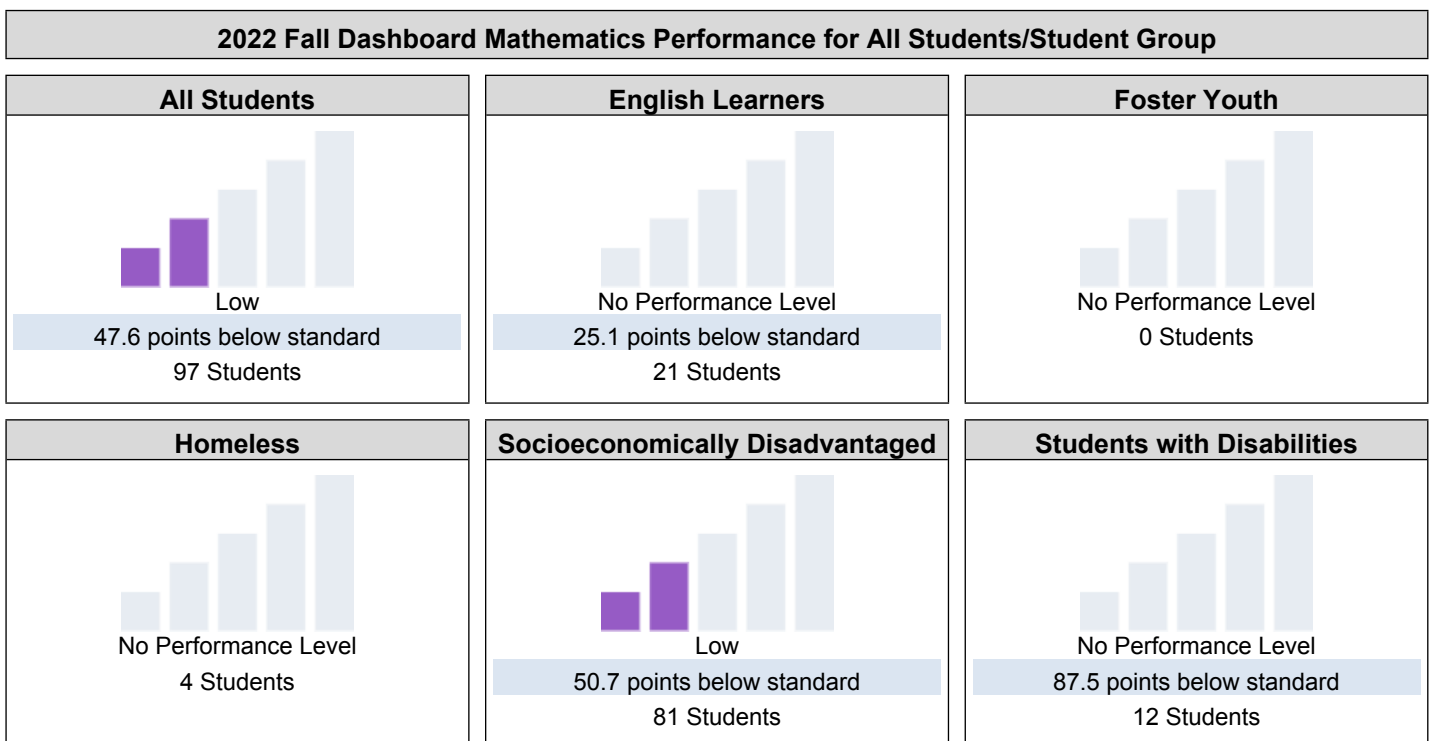 2022 Fall Dashboard Mathematics Performance for All Students/Student Group
All Students
Low
47.6 points below standard
97 Students
English Learners
No Performance Level
25.1 points below standard
21 Students
Foster Youth
No Performance Level
0 Students
Homeless
No Performance Level
4 Students
Socioeconomically Disadvantaged
Low
50.7 points below standard
81 Students
Students with Disabilities
No Performance Level
87.5 points below standard
12 Students